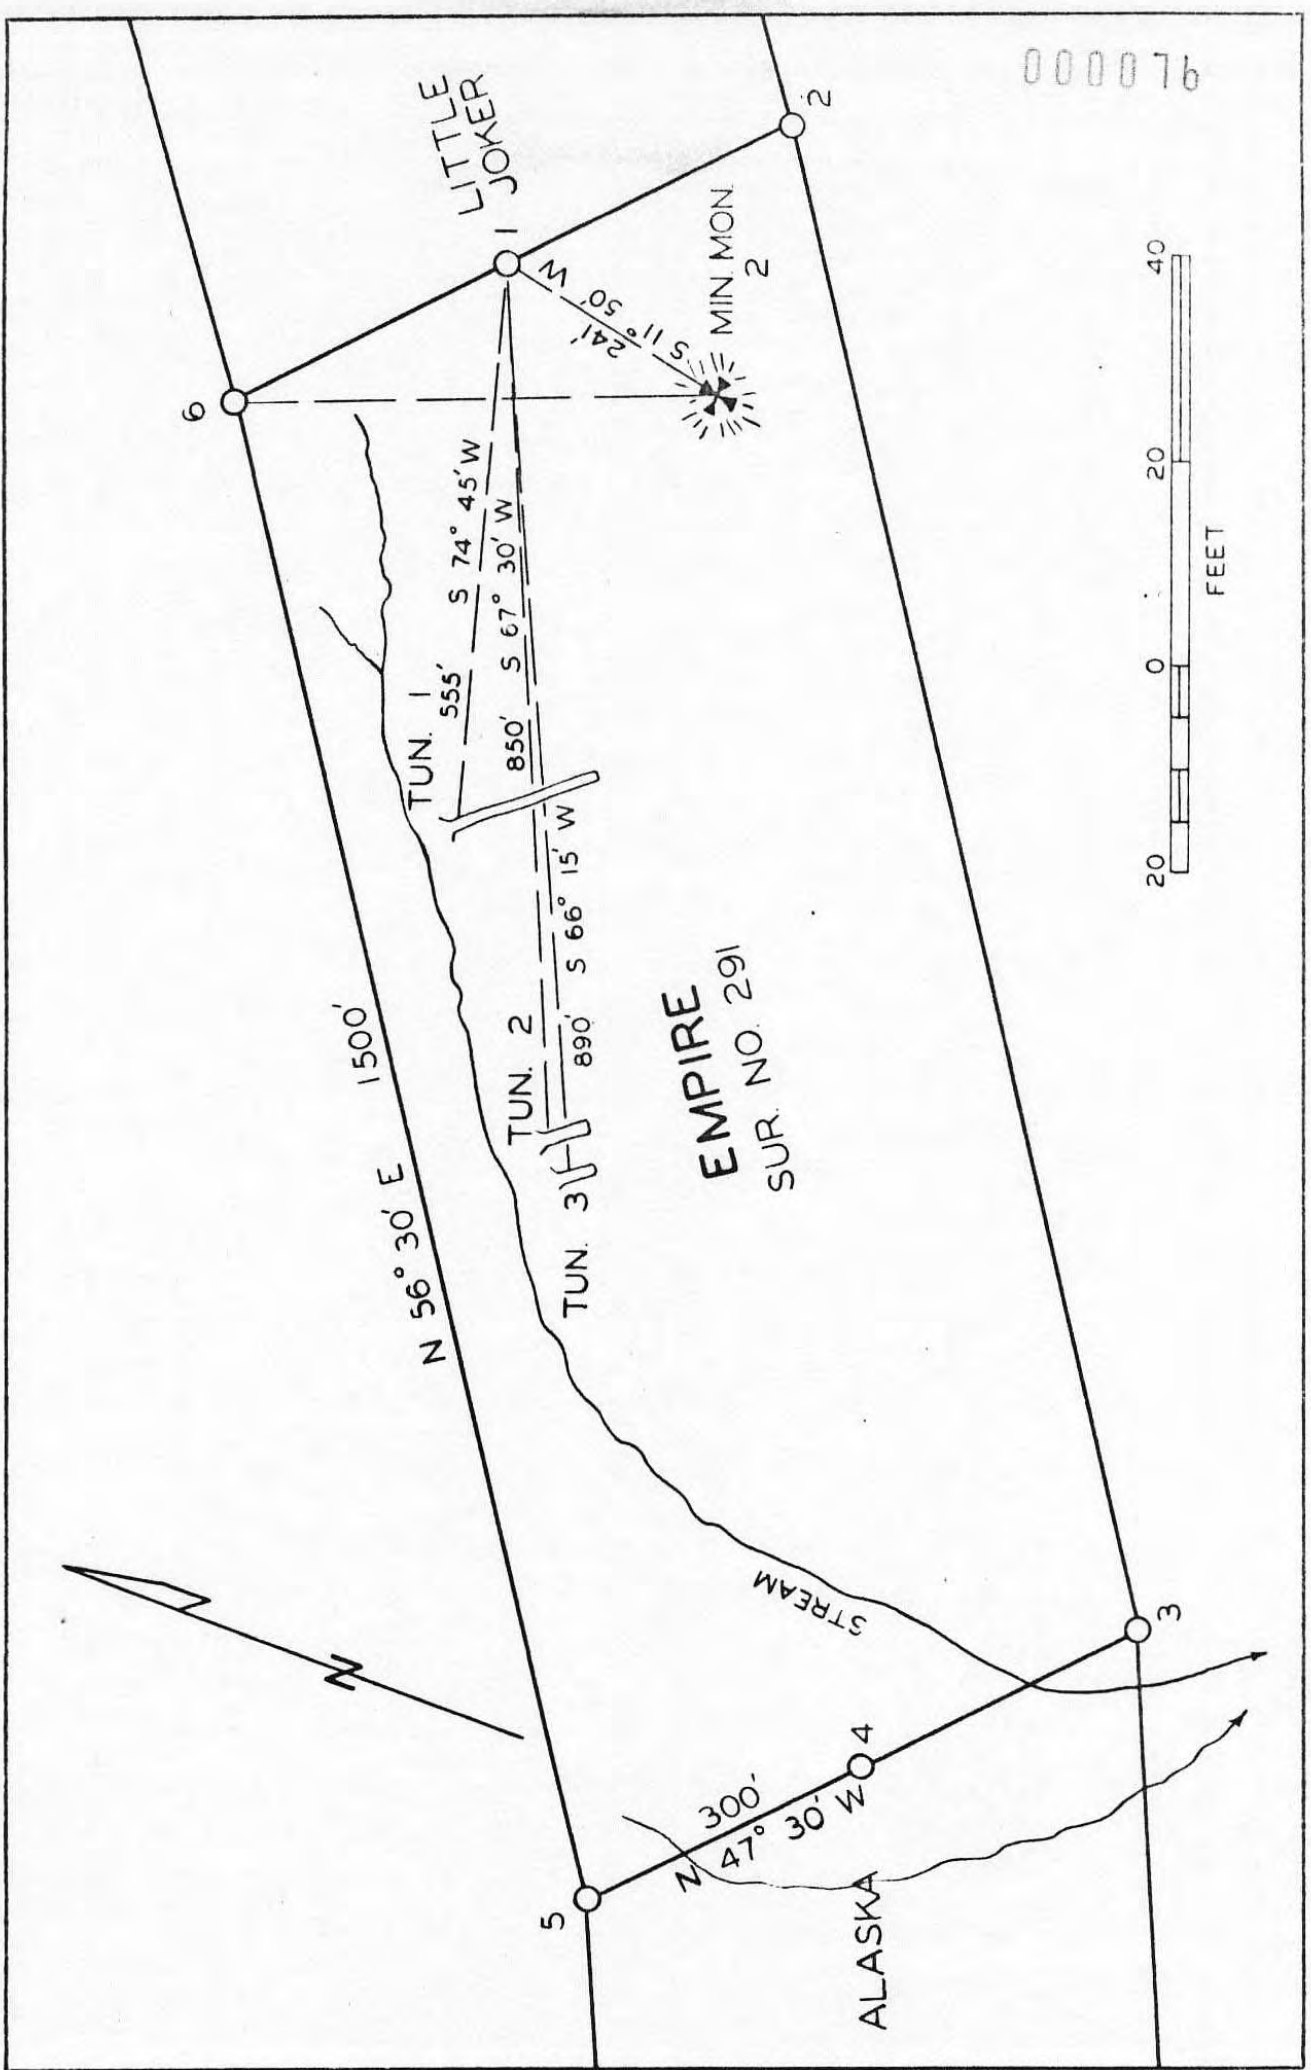 000076
LITTLE
JOKER
6
1
2
W
S 11° 50'
241'
MIN. MON.
2
S 74° 45' W
555'
TUN. 1
S 67° 30' W
850'
TUN. 2
S 66° 15' W
890'
TUN. 3
N 56° 30' E 1500'
EMPIRE
SUR. NO. 291
20 0 20 40
FEET
N
STREAM
5
4
3
300'
N 47° 30' W
ALASKA